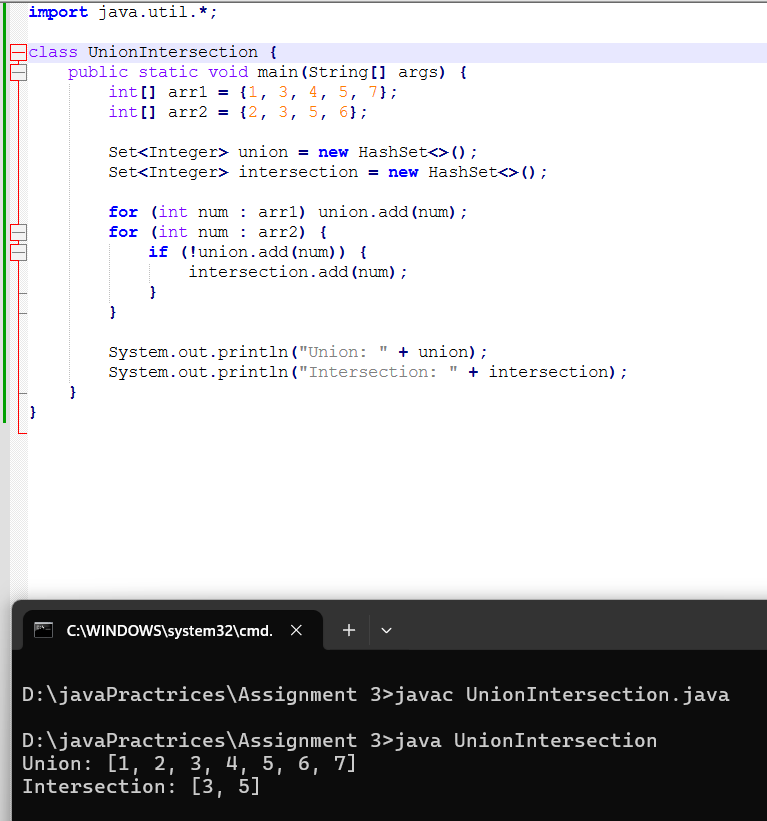 import java.util.*;
class UnionIntersection {
    public static void main(String[] args) {
        int[] arr1 = {1, 3, 4, 5, 7};
        int[] arr2 = {2, 3, 5, 6};
        Set<Integer> union = new HashSet<>();
        Set<Integer> intersection = new HashSet<>();
        for (int num : arr1) union.add(num);
        for (int num : arr2) {
            if (!union.add(num)) {
                intersection.add(num);
            }
        }
        System.out.println("Union: " + union);
        System.out.println("Intersection: " + intersection);
    }
}
C:\WINDOWS\system32\cmd.
D:\javaPractrices\Assignment 3>javac UnionIntersection.java
D:\javaPractrices\Assignment 3>java UnionIntersection
Union: [1, 2, 3, 4, 5, 6, 7]
Intersection: [3, 5]